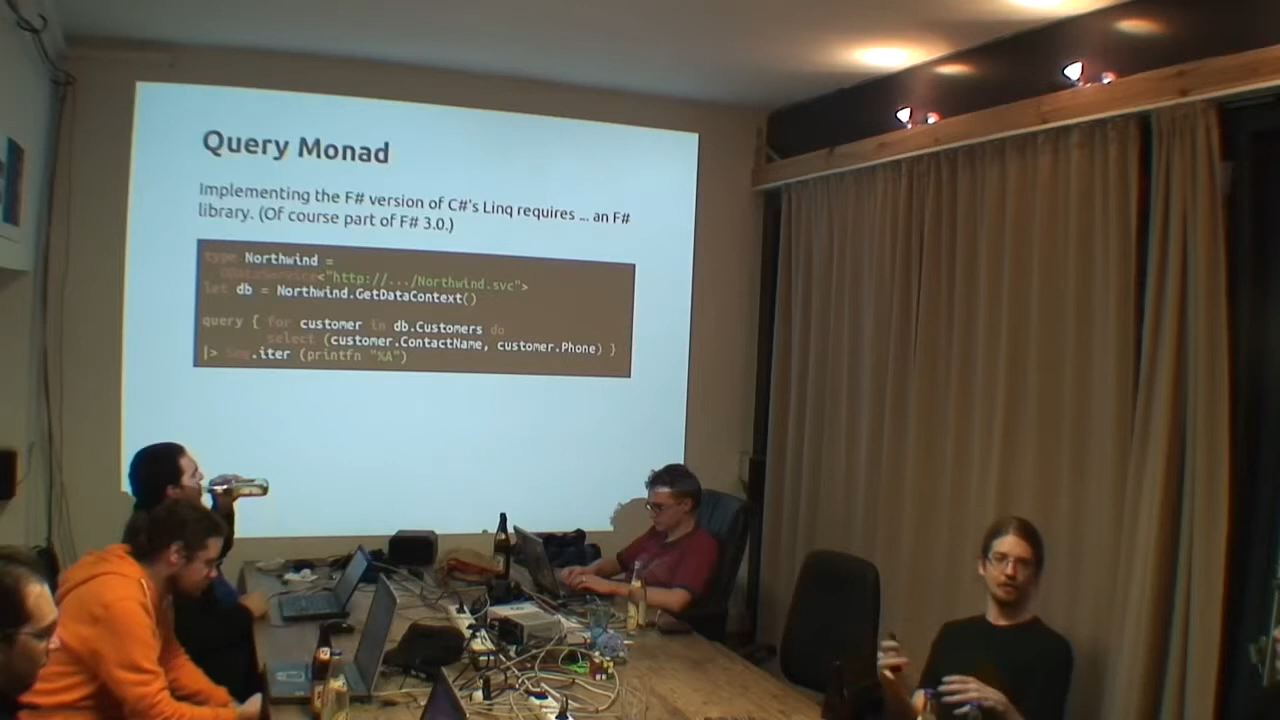 Query Monad
Implementing the F# version of C#'s Linq requires ... an F#
library. (Of course part of F# 3.0.)
type Northwind =
ODataService<"http://.../Northwind.svc">
let db = Northwind.GetDataContext()
query { for customer in db.Customers do
select (customer.ContactName, customer.Phone) }
|> Seq.iter (printfn "%A")